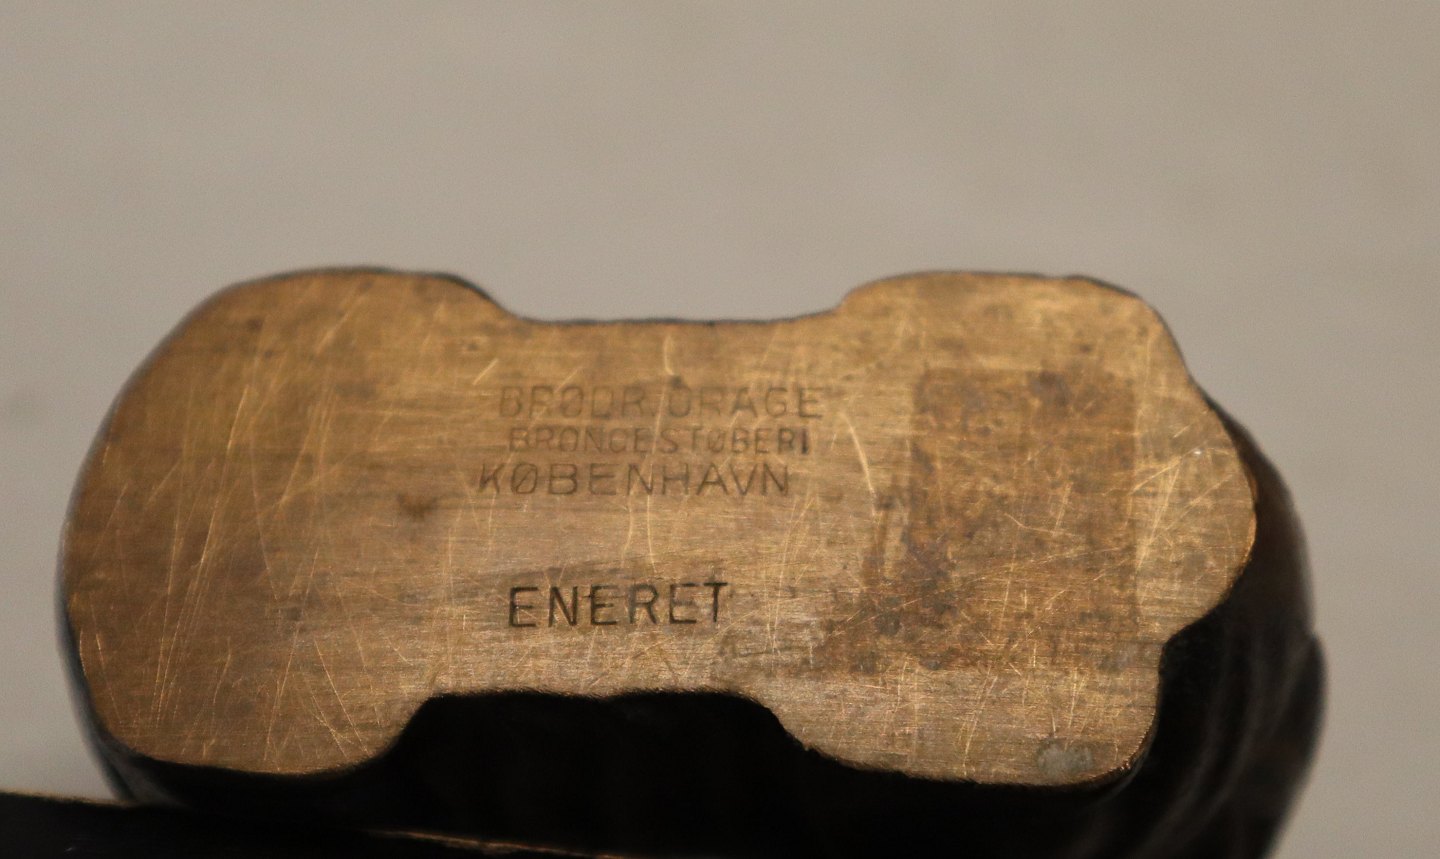 BRØDR. DRAGE
BRONCESTØBERI
KØBENHAVN
ENERET